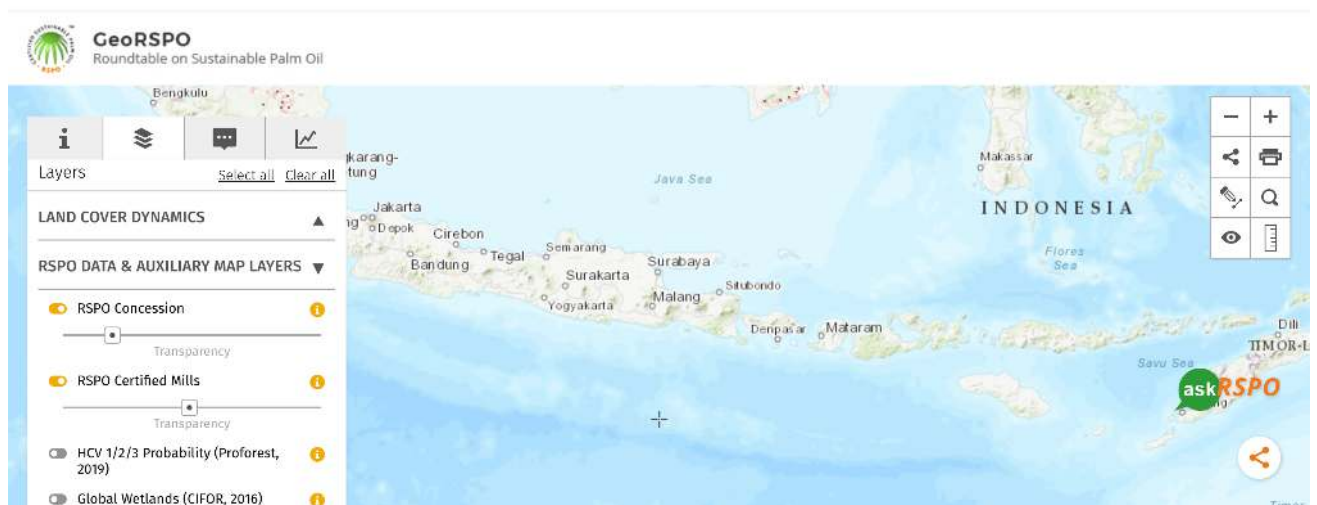 GeoRSPO
Roundtable on Sustainable Palm Oil
RSPO
Layers
Select all
Clear all
LAND COVER DYNAMICS
RSPO DATA & AUXILIARY MAP LAYERS
RSPO Concession
Transparency
RSPO Certified Mills
Transparency
HCV 1/2/3 Probability (Proforest,
2019)
Global Wetlands (CIFOR, 2016)
Bengkulu
karang-
tung
Java Sea
Makassar
INDONESIA
Jakarta
Depok
Cirebon
Bandung
Tegal
Semarang
Surakarta
Yogyakarta
Surabaya
Malang
Situbondo
Denpasar
Mataram
Flores
Sea
Dili
TIMOR-L
Savu Sea
askRSPO
ng